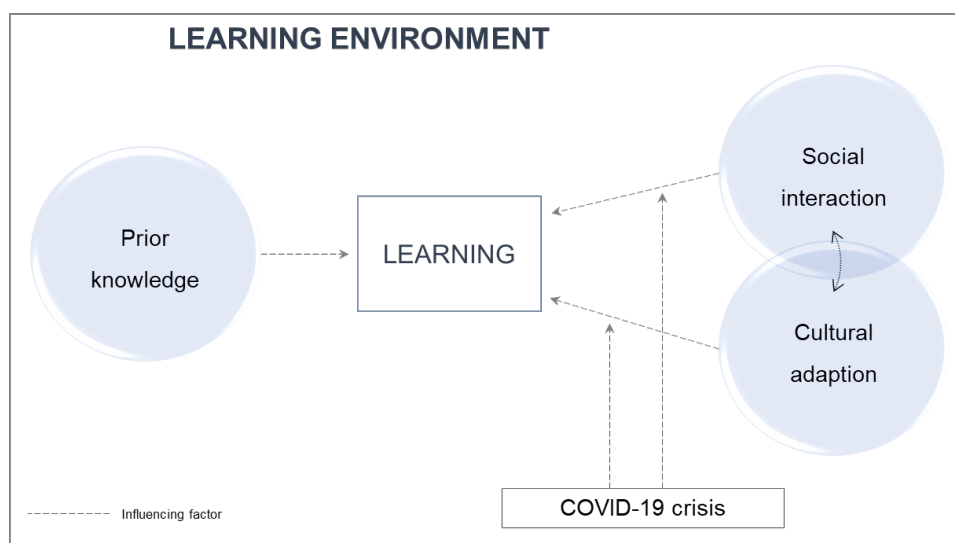 LEARNING ENVIRONMENT
Social
interaction
Prior
knowledge
LEARNING
Cultural
adaption
COVID-19 crisis
Influencing factor